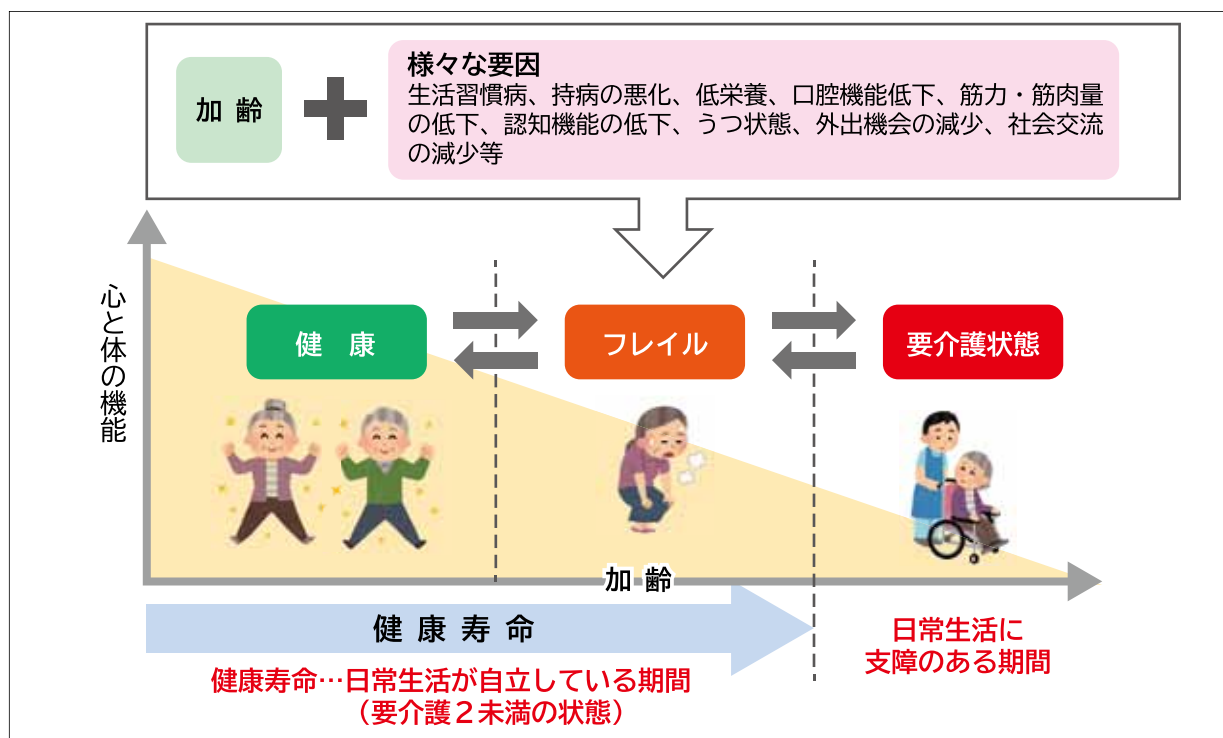 加齢
様々な要因
生活習慣病、持病の悪化、低栄養、口腔機能低下、筋力・筋肉量
の低下、認知機能の低下、うつ状態、外出機会の減少、社会交流
の減少等
心と体の機能
健康
フレイル
要介護状態
加齢
健康寿命
健康寿命…日常生活が自立している期間
（要介護２未満の状態）
日常生活に
支障のある期間